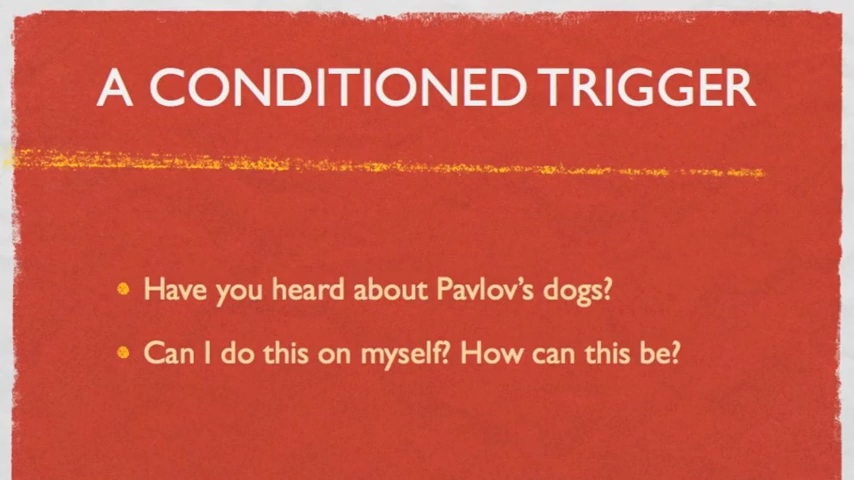 A CONDITIONED TRIGGER
Have you heard about Pavlov’s dogs?
Can I do this on myself? How can this be?